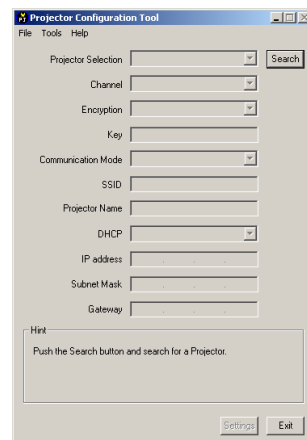 Projector Configuration Tool
File Tools Help
Projector Selection Search
Channel
Encryption
Key
Communication Mode
SSID
Projector Name
DHCP
IP address . . .
Subnet Mask . . .
Gateway . . .
Hint
Push the Search button and search for a Projector.
Settings Exit